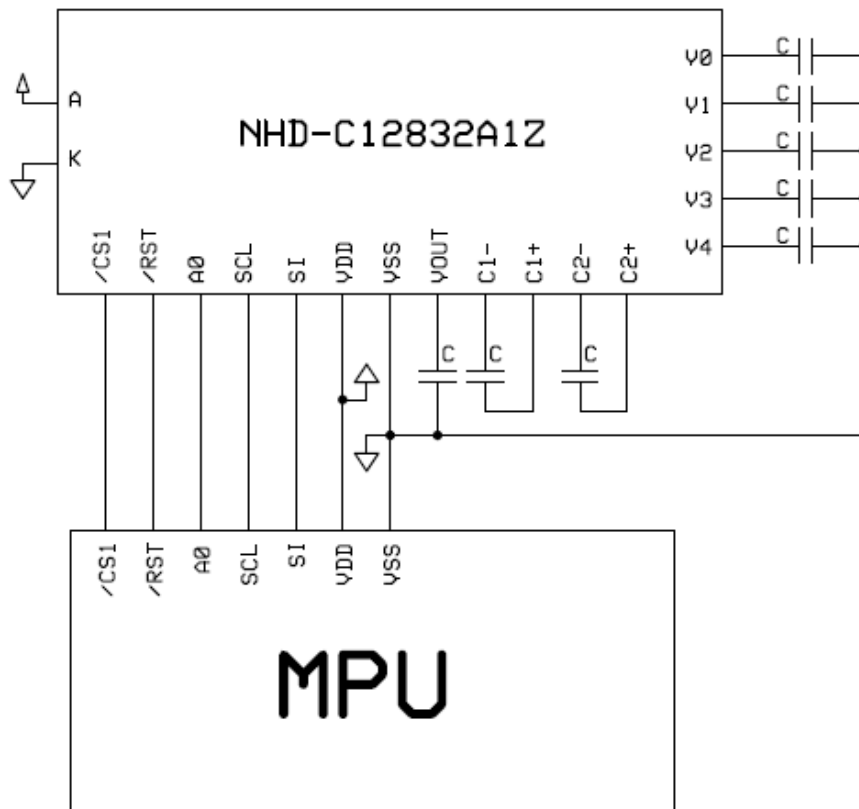 V0 C
A
V1 C
NHD-C12832A1Z
K
V2 C
V3 C
/CS1 /RST A0 SCL SI VDD VSS VOUT C1- C1+ C2- C2+ V4 C
C C C
/CS1 /RST A0 SCL SI VDD VSS
MPU